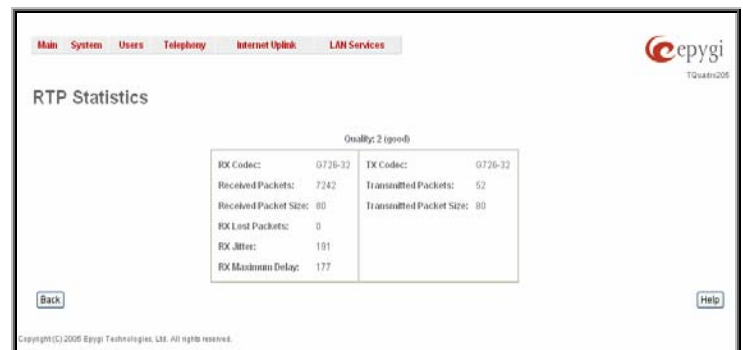 Main System Users Telephony Internet Uplink LAN Services
epygi
TQuadro205
RTP Statistics
Quality: 2 (good)
RX Codec: G726-32 TX Codec: G726-32
Received Packets: 7242 Transmitted Packets: 52
Received Packet Size: 80 Transmitted Packet Size: 80
RX Lost Packets: 0
RX Jitter: 191
RX Maximum Delay: 177
Back Help
Copyright (C) 2006 Epygi Technologies, Ltd. All rights reserved.